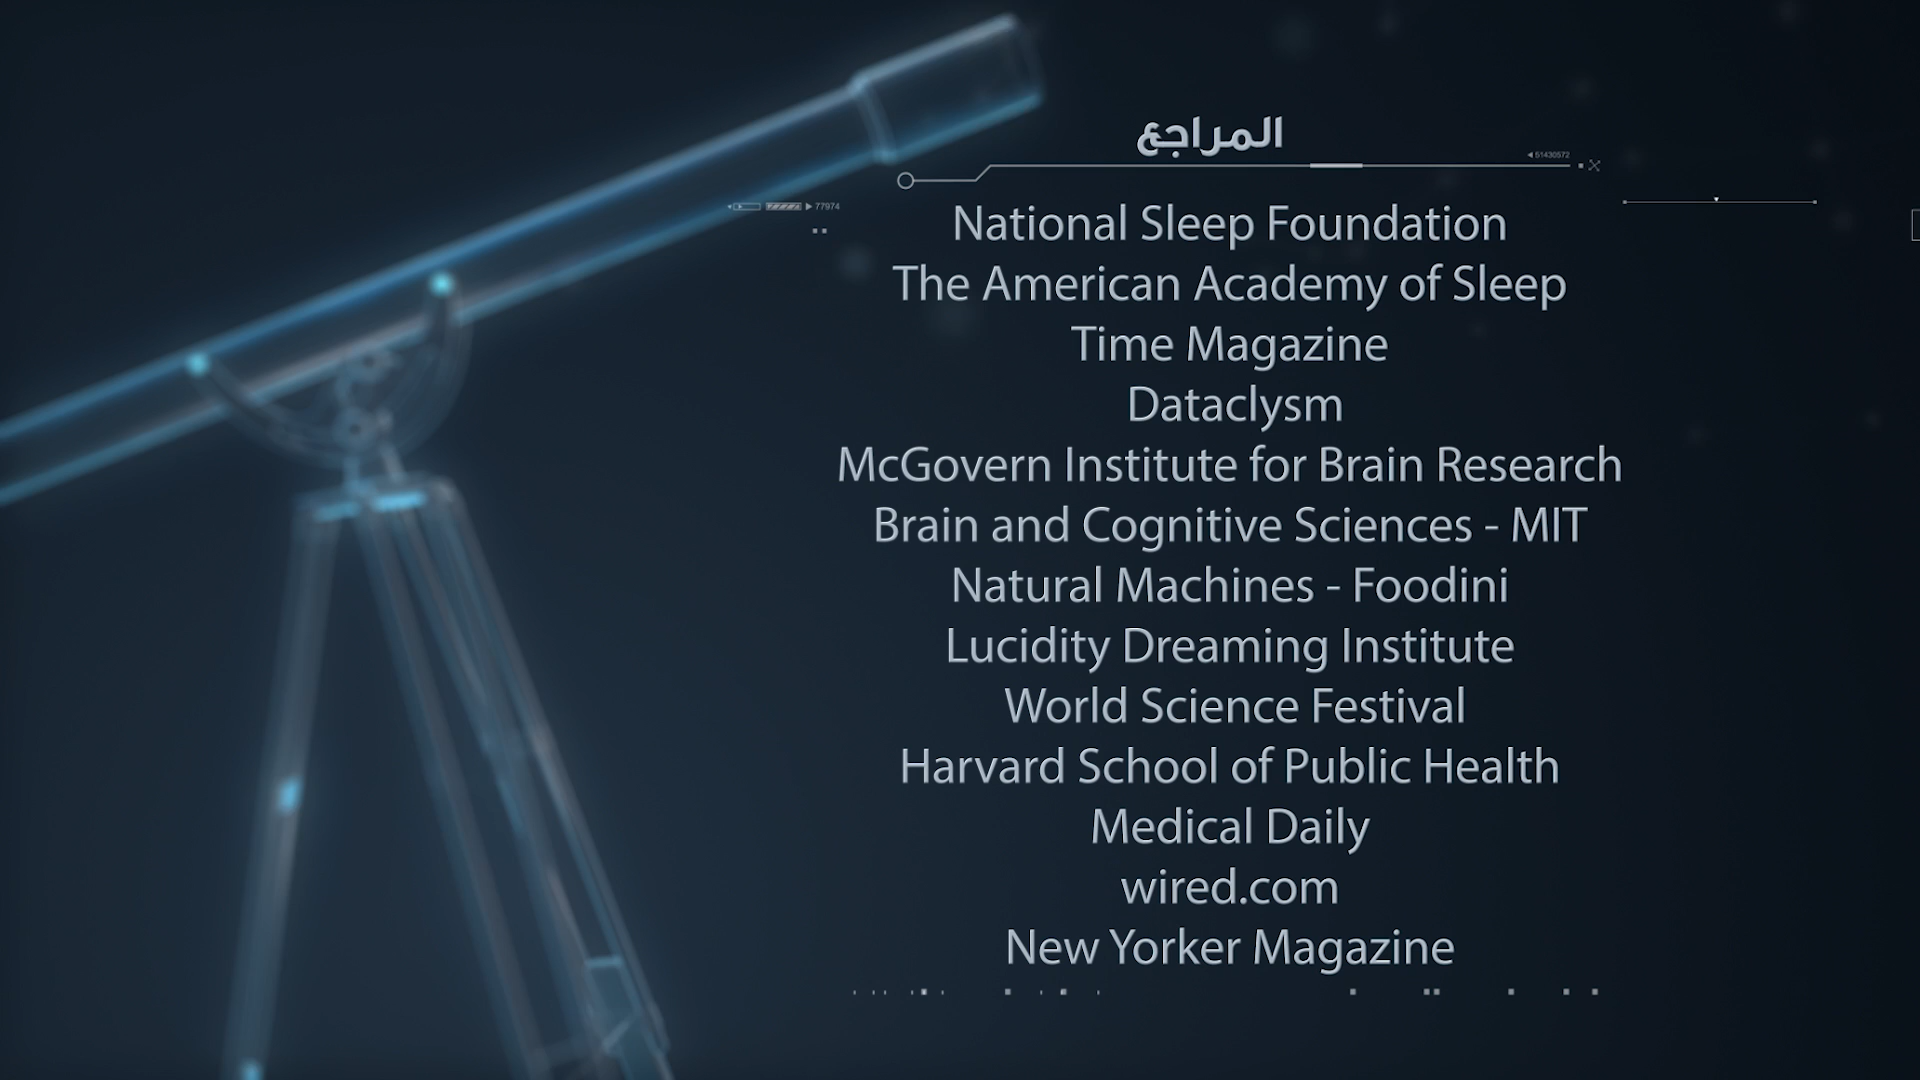 المراجع
51430572
77974
National Sleep Foundation
The American Academy of Sleep
Time Magazine
Dataclysm
McGovern Institute for Brain Research
Brain and Cognitive Sciences - MIT
Natural Machines - Foodini
Lucidity Dreaming Institute
World Science Festival
Harvard School of Public Health
Medical Daily
wired.com
New Yorker Magazine